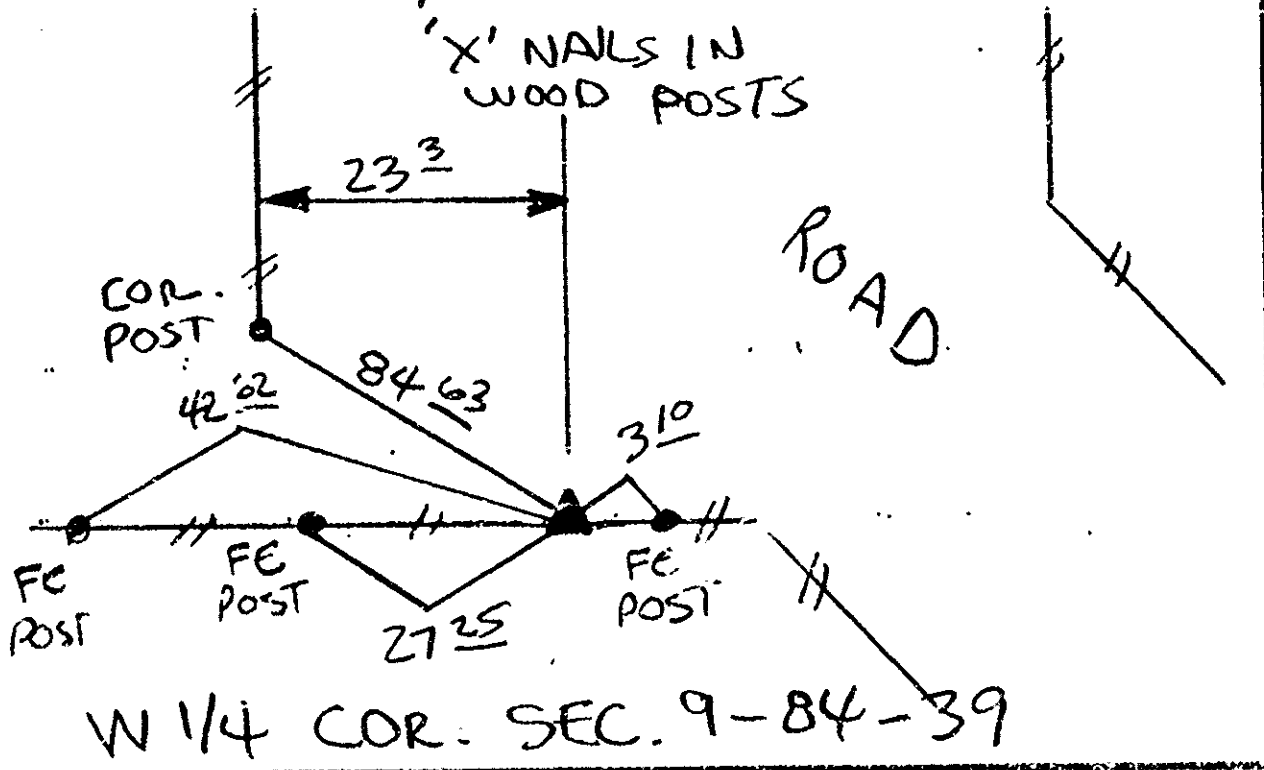 'X' NAILS IN
WOOD POSTS
23 3
ROAD
COR.
POST
84 63
42 .02
3 10
FE
POST
FE
POST
FE
POST
27 25
W 1/4 COR. SEC. 9-84-39